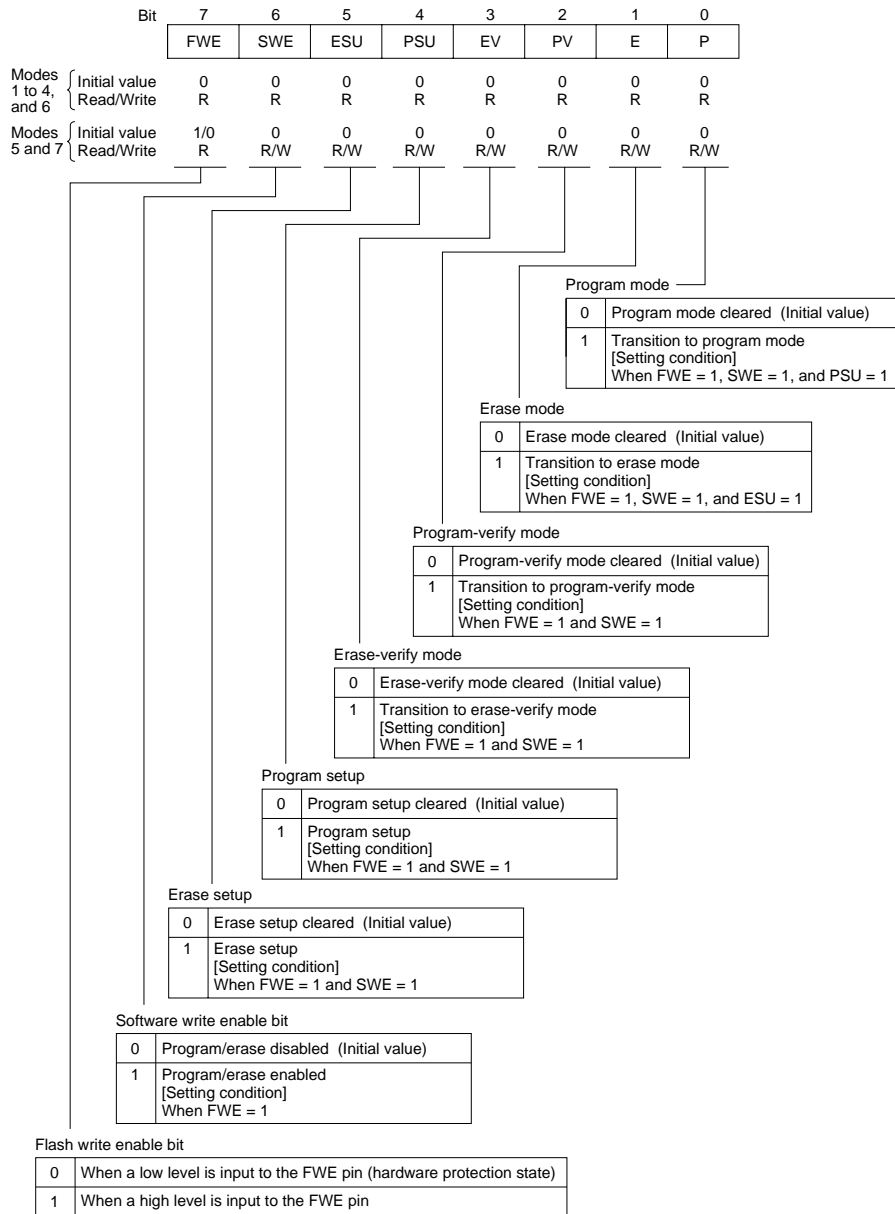 Bit 7 6 5 4 3 2 1 0
FWE SWE ESU PSU EV PV E P
Modes 1 to 4, and 6
Initial value 0 0 0 0 0 0 0 0
Read/Write R R R R R R R R
Modes 5 and 7
Initial value 1/0 0 0 0 0 0 0 0
Read/Write R R/W R/W R/W R/W R/W R/W R/W
Program mode
0 Program mode cleared (Initial value)
1 Transition to program mode
[Setting condition]
When FWE = 1, SWE = 1, and PSU = 1
Erase mode
0 Erase mode cleared (Initial value)
1 Transition to erase mode
[Setting condition]
When FWE = 1, SWE = 1, and ESU = 1
Program-verify mode
0 Program-verify mode cleared (Initial value)
1 Transition to program-verify mode
[Setting condition]
When FWE = 1 and SWE = 1
Erase-verify mode
0 Erase-verify mode cleared (Initial value)
1 Transition to erase-verify mode
[Setting condition]
When FWE = 1 and SWE = 1
Program setup
0 Program setup cleared (Initial value)
1 Program setup
[Setting condition]
When FWE = 1 and SWE = 1
Erase setup
0 Erase setup cleared (Initial value)
1 Erase setup
[Setting condition]
When FWE = 1 and SWE = 1
Software write enable bit
0 Program/erase disabled (Initial value)
1 Program/erase enabled
[Setting condition]
When FWE = 1
Flash write enable bit
0 When a low level is input to the FWE pin (hardware protection state)
1 When a high level is input to the FWE pin